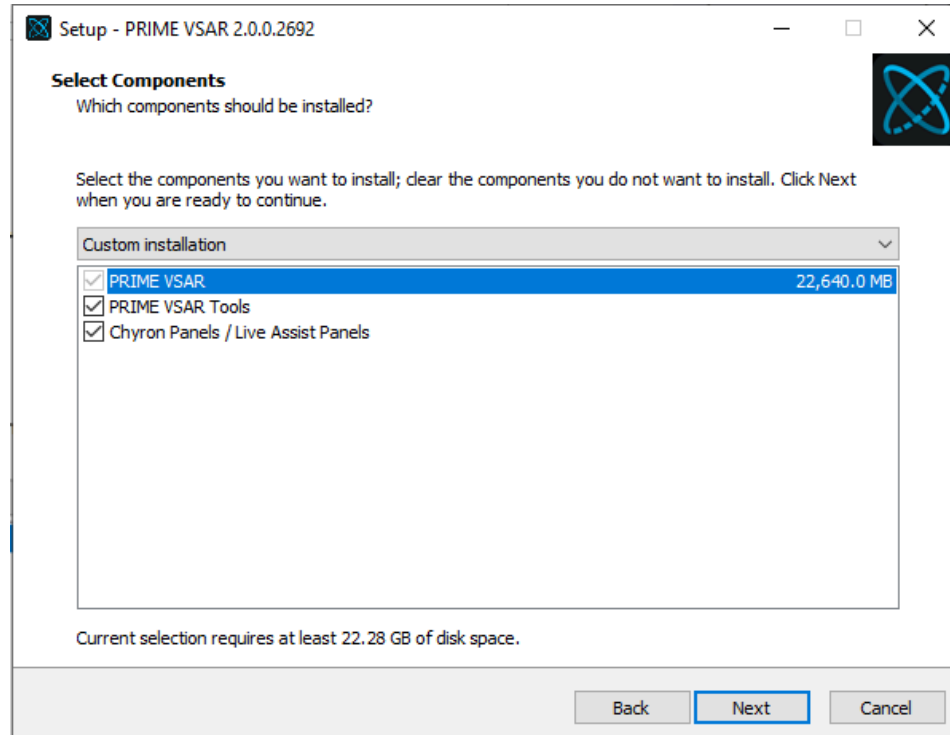 Setup - PRIME VSAR 2.0.0.2692
Select Components
Which components should be installed?
Select the components you want to install; clear the components you do not want to install. Click Next
when you are ready to continue.
Custom installation
PRIME VSAR 22,640.0 MB
PRIME VSAR Tools
Chyron Panels / Live Assist Panels
Current selection requires at least 22.28 GB of disk space.
Back Next Cancel